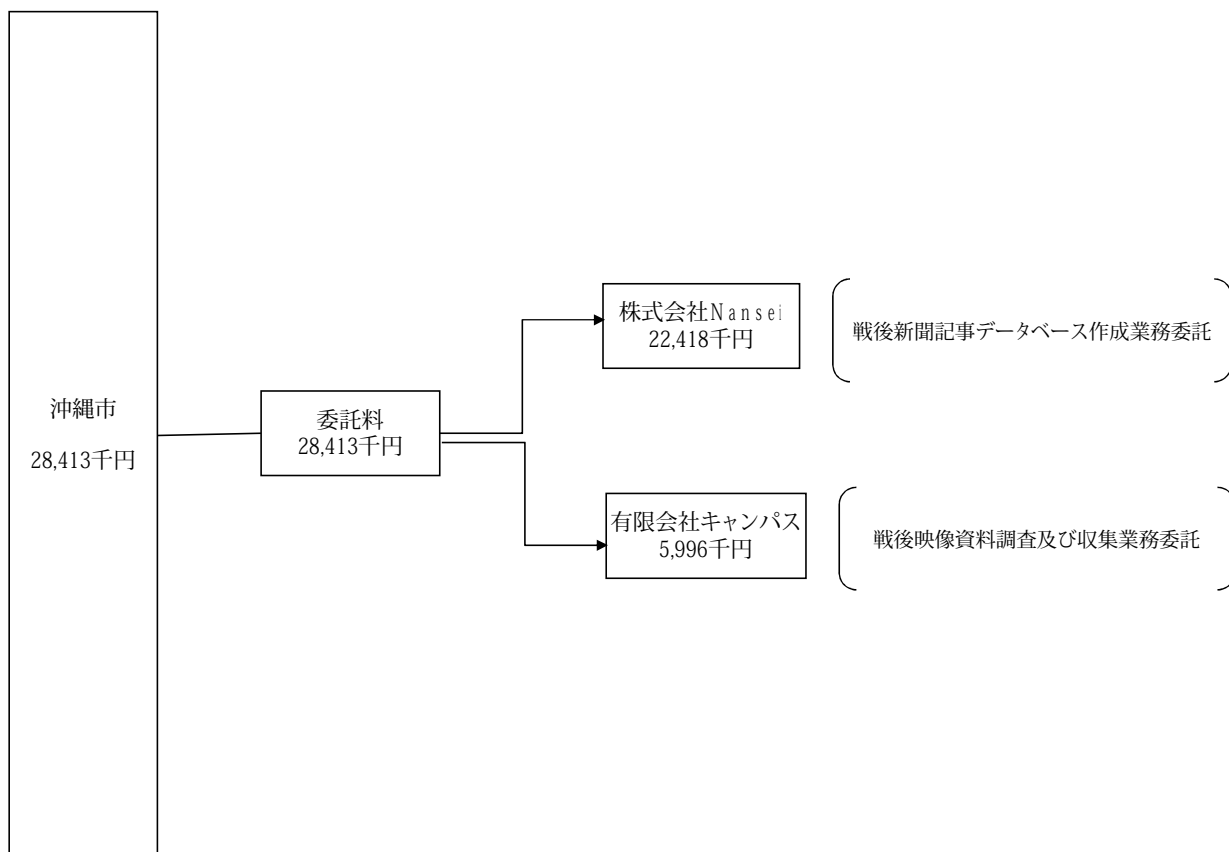 沖縄市
28,413千円
委託料
28,413千円
株式会社Nansei
22,418千円
戦後新聞記事データベース作成業務委託
有限会社キャンパス
5,996千円
戦後映像資料調査及び収集業務委託